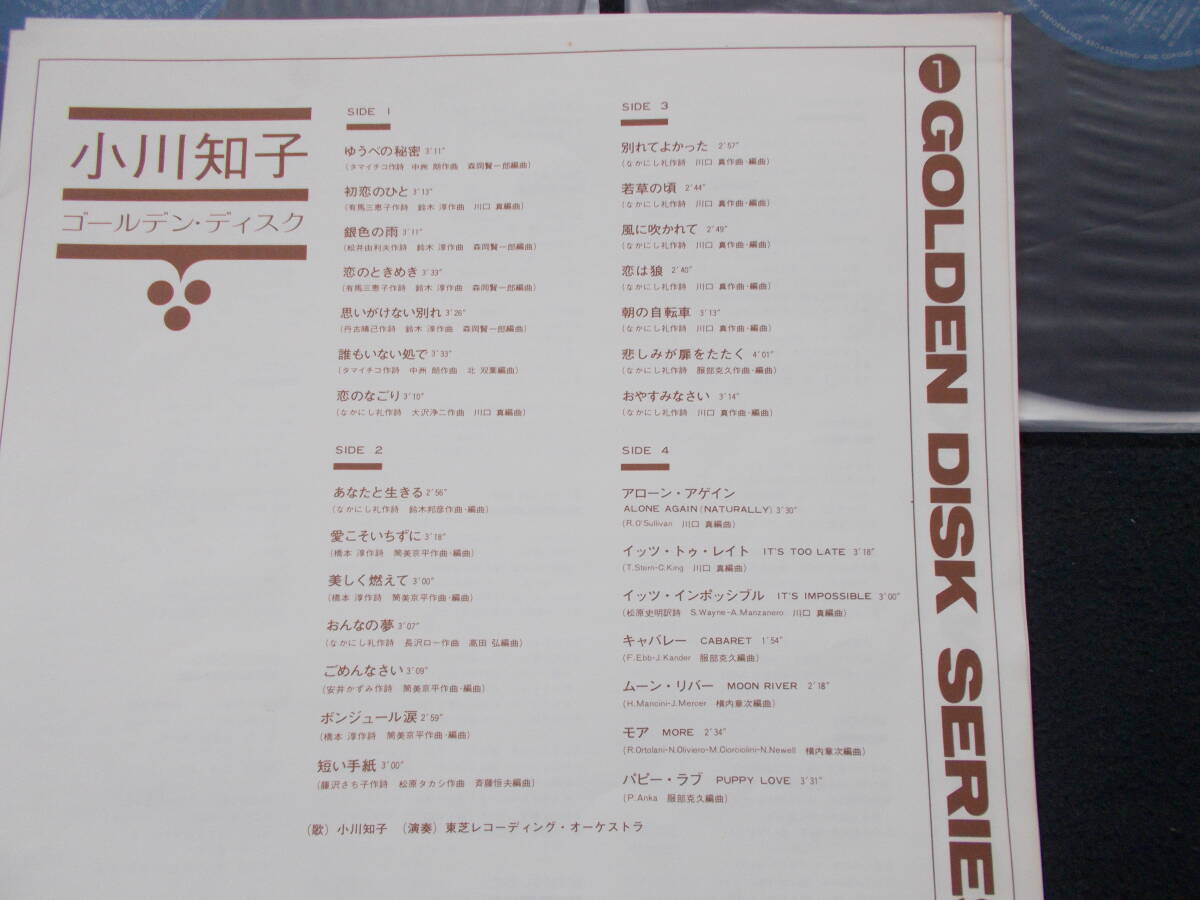 小川知子
ゴールデン・ディスク
SIDE 1
ゆうべの秘密 3'11"
(タマイチコ作詩 中洲 朗作曲 森岡賢一郎編曲)
初恋のひと 3'13"
(有馬三恵子作詩 鈴木 淳作曲 川口 真編曲)
銀色の雨 3'11"
(松井由利夫作詩 鈴木 淳作曲 森岡賢一郎編曲)
恋のときめき 3'39"
(有馬三恵子作詩 鈴木 淳作曲 森岡賢一郎編曲)
思いがけない別れ 3'26"
(丹古晴己作詩 鈴木 淳作曲 森岡賢一郎編曲)
誰もいない処で 3'33"
(タマイチコ作詩 中洲 朗作曲 北 双葉編曲)
恋のなごり 3'10"
(なかにし礼作詩 大沢浄二作曲 川口 真編曲)
SIDE 2
あなたと生きる 2'56"
(なかにし礼作詩 鈴木邦彦作曲・編曲)
愛こそいちずに 3'18"
(橋本 淳作詩 筒美京平作曲・編曲)
美しく燃えて 3'00"
(橋本 淳作詩 筒美京平作曲・編曲)
おんなの夢 3'07"
(なかにし礼作詩 長沢ロー作曲 高田 弘編曲)
ごめんなさい 3'09"
(安井かずみ作詩 筒美京平作曲・編曲)
ボンジュール涙 2'59"
(橋本 淳作詩 筒美京平作曲・編曲)
短い手紙 3'00"
(藤沢さち子作詩 松原タカシ作曲 斉藤恒夫編曲)
SIDE 3
別れてよかった 2'57"
(なかにし礼作詩 川口 真作曲・編曲)
若草の頃 2'44"
(なかにし礼作詩 川口 真作曲・編曲)
風に吹かれて 2'49"
(なかにし礼作詩 川口 真作曲・編曲)
恋は狼 2'40"
(なかにし礼作詩 川口 真作曲・編曲)
朝の自転車 3'13"
(なかにし礼作詩 川口 真作曲・編曲)
悲しみが扉をたたく 4'01"
(なかにし礼作詩 服部克久作曲・編曲)
おやすみなさい 3'14"
(なかにし礼作詩 川口 真作曲・編曲)
SIDE 4
アローン・アゲイン
ALONE AGAIN (NATURALLY) 3'30"
(R.O'Sullivan 川口 真編曲)
イッツ・トゥ・レイト IT'S TOO LATE 3'18"
(T.Stern-C.King 川口 真編曲)
イッツ・インポッシブル IT'S IMPOSSIBLE 3'00"
(松原史明訳詩 S.Wayne-A.Manzanero 川口 真編曲)
キャバレー CABARET 1'54"
(F.Ebb-J.Kander 服部克久編曲)
ムーン・リバー MOON RIVER 2'18"
(H.Mancini-J.Mercer 横内章次編曲)
モア MORE 2'34"
(R.Ortolani-N.Oliviero-M.Ciorciolini-N.Newell 横内章次編曲)
パピー・ラブ PUPPY LOVE 3'31"
(P.Anka 服部克久編曲)
(歌) 小川知子 (演奏) 東芝レコーディング・オーケストラ
1 GOLDEN DISK SERIES
PERFORMANCE BROADCASTING AND